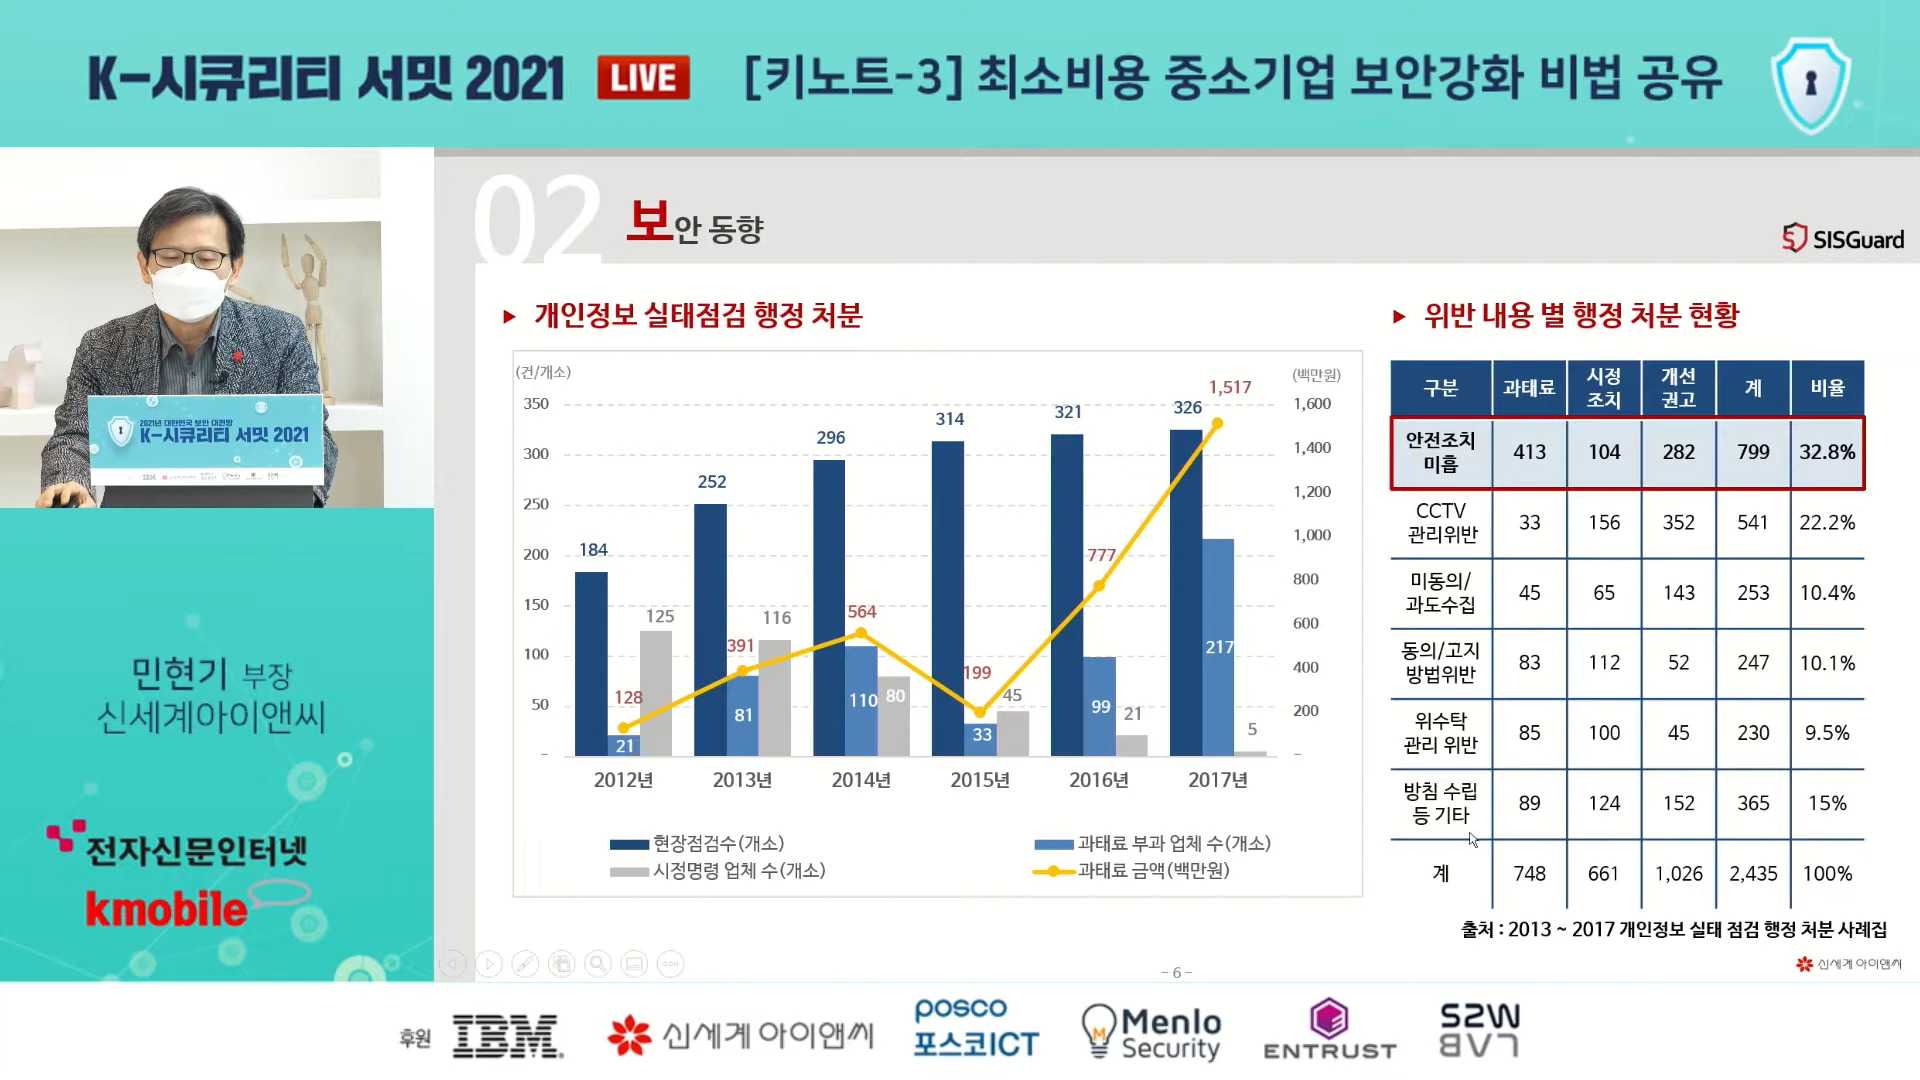 K-시큐리티 서밋 2021 LIVE [키노트-3] 최소비용 중소기업 보안강화 비법 공유
2021년 대한민국 보안 대전망
K-시큐리티 서밋 2021
민현기 부장
신세계아이앤씨
전자신문인터넷
kmobile
02 보안 동향
SISGuard
▶ 개인정보 실태점검 행정 처분
(건/개소)
(백만원)
350
300
250
200
150
100
50
-
1,600
1,400
1,200
1,000
800
600
400
200
-
184 252 296 314 321 326
128 391 564 199 777 1,517
21 81 110 33 99 217
125 116 80 45 21 5
2012년 2013년 2014년 2015년 2016년 2017년
현장점검수(개소) 과태료 부과 업체 수(개소)
시정명령 업체 수(개소) 과태료 금액(백만원)
▶ 위반 내용 별 행정 처분 현황
구분 과태료 시정 조치 개선 권고 계 비율
안전조치 미흡 413 104 282 799 32.8%
CCTV 관리위반 33 156 352 541 22.2%
미동의/ 과도수집 45 65 143 253 10.4%
동의/고지 방법위반 83 112 52 247 10.1%
위수탁 관리 위반 85 100 45 230 9.5%
방침 수립 등 기타 89 124 152 365 15%
계 748 661 1,026 2,435 100%
출처 : 2013 ~ 2017 개인정보 실태 점검 행정 처분 사례집
- 6 -
신세계 아이앤씨
후원 IBM 신세계 아이앤씨 posco 포스코ICT Menlo Security ENTRUST S2W LAB